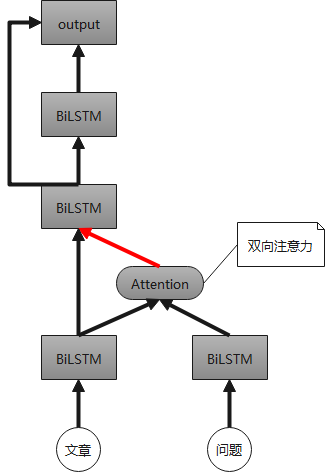 output
BiLSTM
BiLSTM
双向注意力
Attention
BiLSTM
BiLSTM
文章
问题